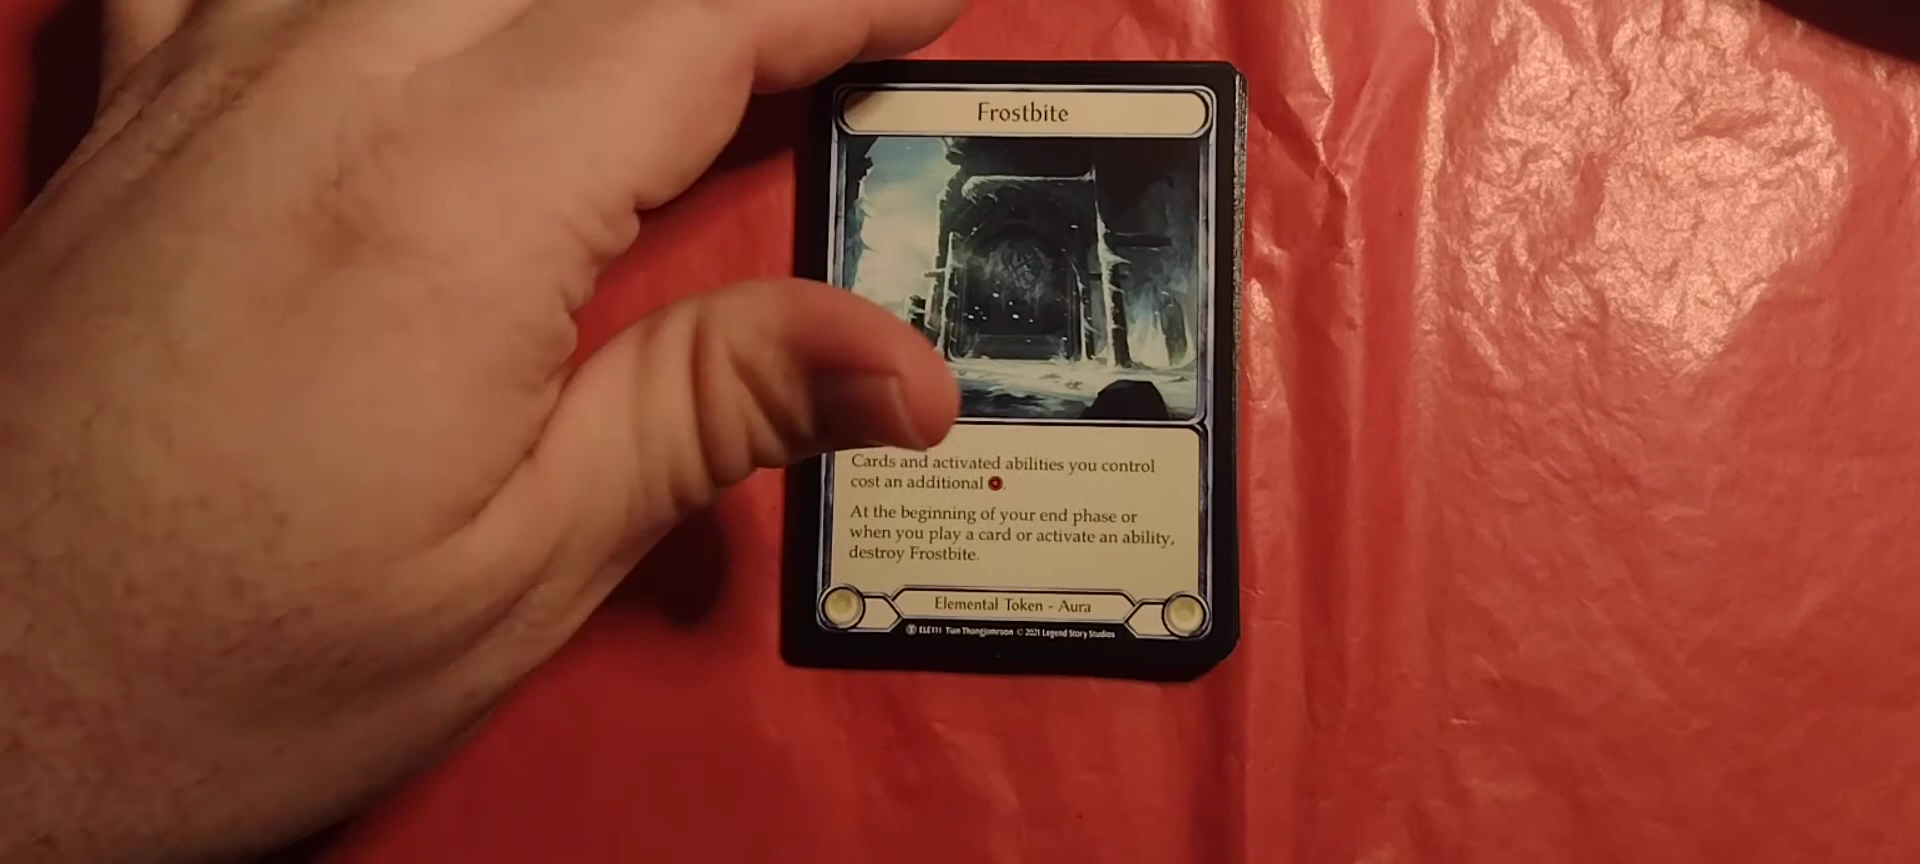 Frostbite
Cards and activated abilities you control
cost an additional
At the beginning of your end phase or
when you play a card or activate an ability,
destroy Frostbite.
Elemental Token - Aura
T ELE111 Tian Thongjomroon © 2021 Legend Story Studios